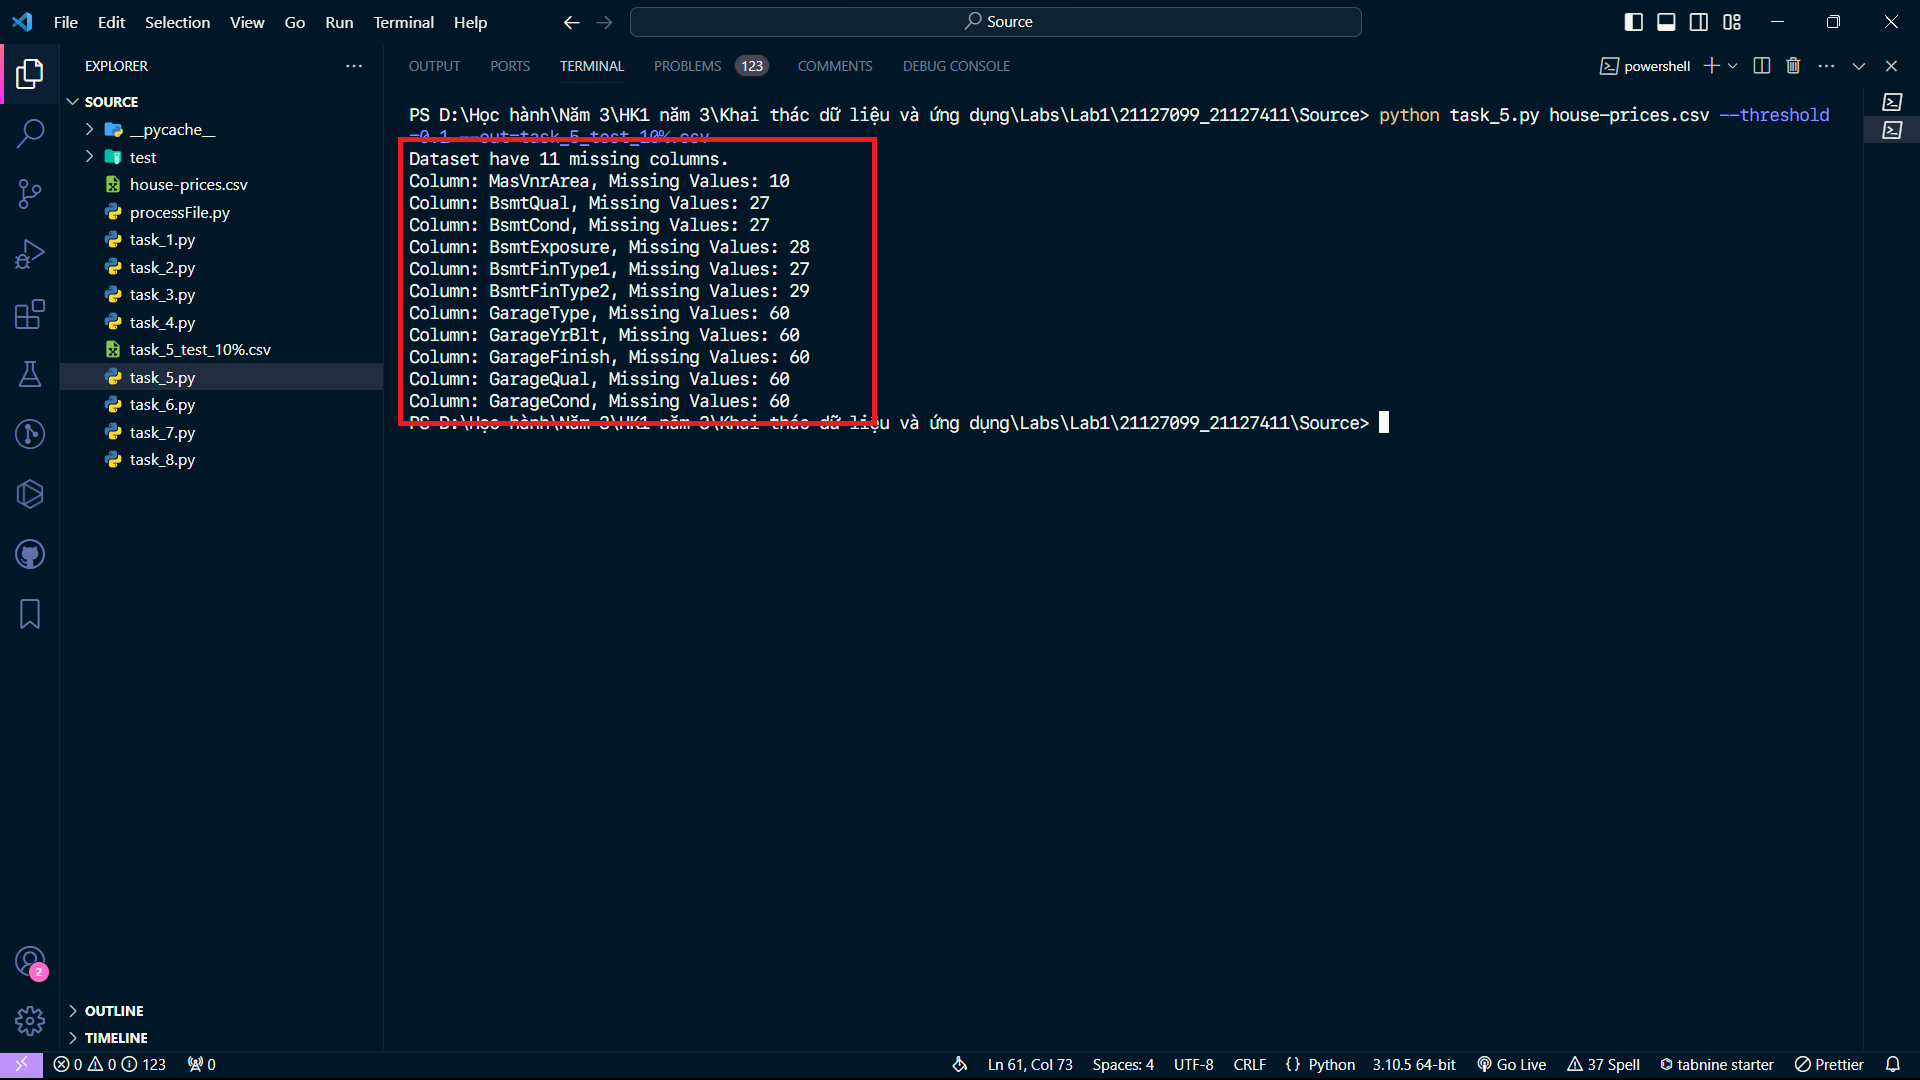 File Edit Selection View Go Run Terminal Help
Source
EXPLORER
OUTPUT PORTS TERMINAL PROBLEMS 123 COMMENTS DEBUG CONSOLE
powershell
SOURCE
__pycache__
test
house-prices.csv
processFile.py
task_1.py
task_2.py
task_3.py
task_4.py
task_5_test_10%.csv
task_5.py
task_6.py
task_7.py
task_8.py
PS D:\Học hành\Năm 3\HK1 năm 3\Khai thác dữ liệu và ứng dụng\Labs\Lab1\21127099_21127411\Source> python task_5.py house-prices.csv --threshold
=0.1 --out=task_5_test_10%.csv
Dataset have 11 missing columns.
Column: MasVnrArea, Missing Values: 10
Column: BsmtQual, Missing Values: 27
Column: BsmtCond, Missing Values: 27
Column: BsmtExposure, Missing Values: 28
Column: BsmtFinType1, Missing Values: 27
Column: BsmtFinType2, Missing Values: 29
Column: GarageType, Missing Values: 60
Column: GarageYrBlt, Missing Values: 60
Column: GarageFinish, Missing Values: 60
Column: GarageQual, Missing Values: 60
Column: GarageCond, Missing Values: 60
PS D:\Học hành\Năm 3\HK1 năm 3\Khai thác dữ liệu và ứng dụng\Labs\Lab1\21127099_21127411\Source>
2
OUTLINE
TIMELINE
0 0 123 0
Ln 61, Col 73 Spaces: 4 UTF-8 CRLF {} Python 3.10.5 64-bit Go Live 37 Spell tabnine starter Prettier